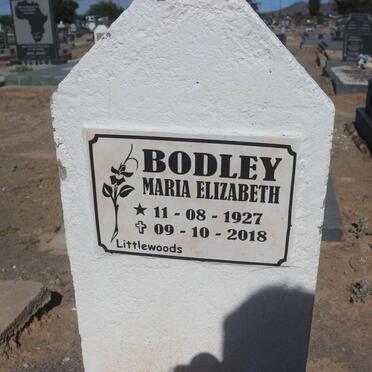 BODLEY
MARIA ELIZABETH
★ 11 - 08 - 1927
✝ 09 - 10 - 2018
Littlewoods